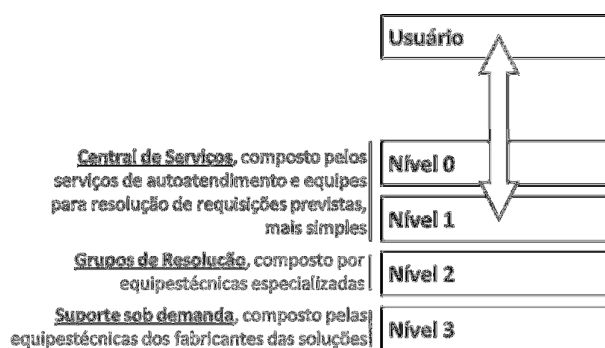 Usuário
Central de Serviços, composto pelos
serviços de autoatendimento e equipes
para resolução de requisições previstas,
mais simples
Nível 0
Nível 1
Grupos de Resolução, composto por
equipestécnicas especializadas
Nível 2
Suporte sob demanda, composto pelas
equipestécnicas dos fabricantes das soluções
Nível 3